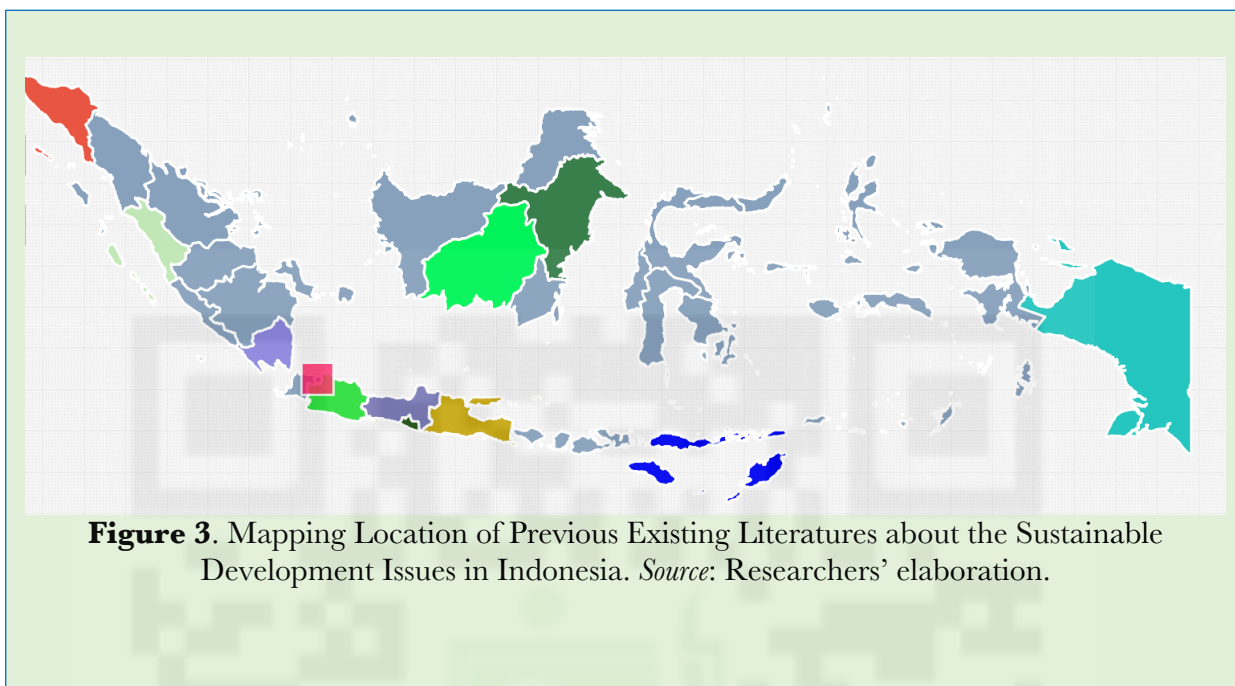 Figure 3. Mapping Location of Previous Existing Literatures about the Sustainable
Development Issues in Indonesia. Source: Researchers’ elaboration.